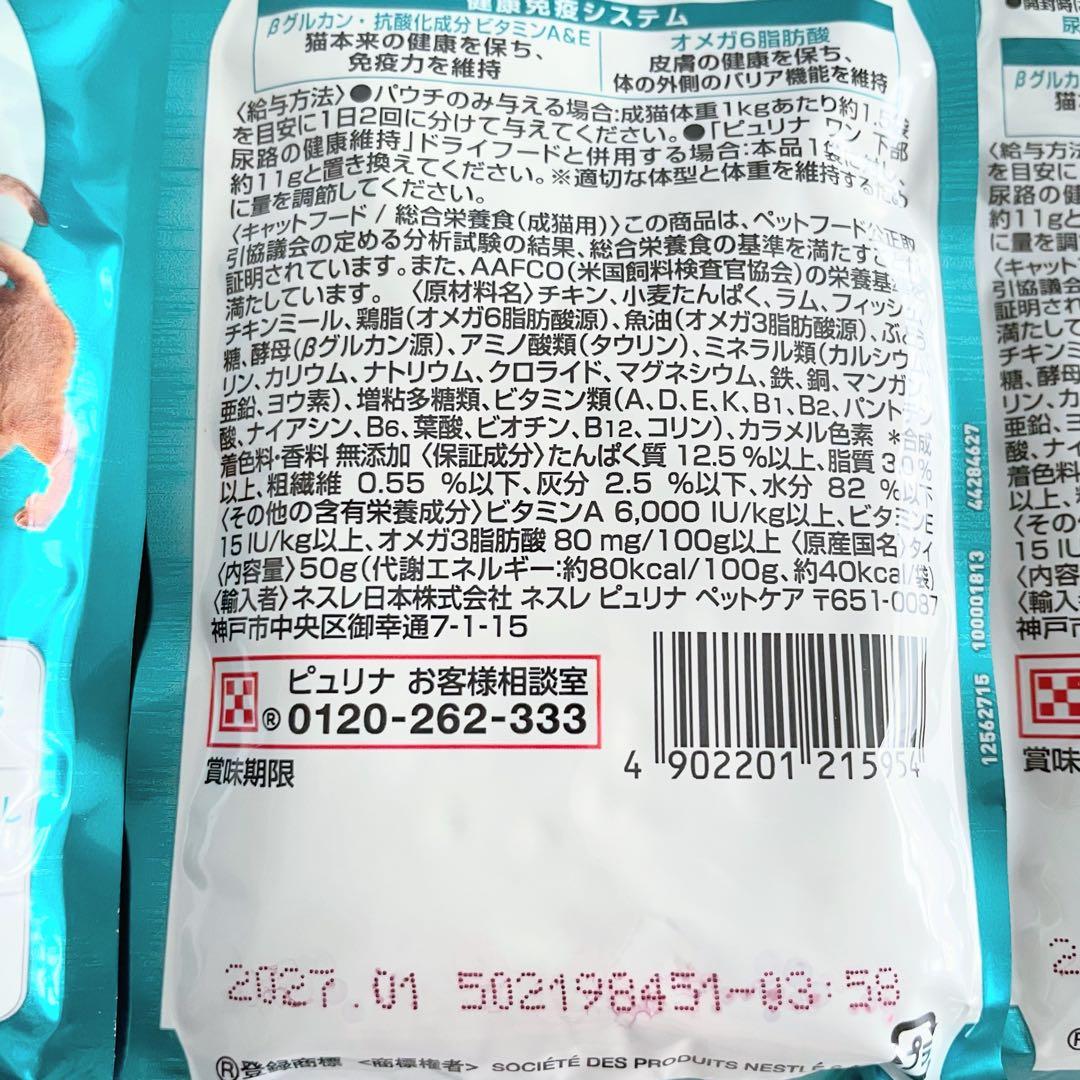 健康免疫システム
βグルカン・抗酸化成分 ビタミンA&E
猫本来の健康を保ち、
免疫力を維持
オメガ6脂肪酸
皮膚の健康を保ち、
体の外側のバリア機能を維持
〈給与方法〉●パウチのみ与える場合:成猫体重1kgあたり約1.5袋
を目安に1日2回に分けて与えてください。●「ピュリナ ワン 下部
尿路の健康維持」ドライフードと併用する場合:本品1袋に対し、
約11gと置き換えてください。※適切な体型と体重を維持するため
に量を調節してください。
〈キャットフード / 総合栄養食(成猫用)〉この商品は、ペットフード公正取
引協議会の定める分析試験の結果、総合栄養食の基準を満たすことが
証明されています。また、AAFCO(米国飼料検査官協会)の栄養基準を
満たしています。 〈原材料名〉チキン、小麦たんぱく、ラム、フィッシュ、
チキンミール、鶏脂(オメガ6脂肪酸源)、魚油(オメガ3脂肪酸源)、ぶどう
糖、酵母(βグルカン源)、アミノ酸類(タウリン)、ミネラル類(カルシウム、
リン、カリウム、ナトリウム、クロライド、マグネシウム、鉄、銅、マンガン、
亜鉛、ヨウ素)、増粘多糖類、ビタミン類(A、D、E、K、B1、B2、パントテン
酸、ナイアシン、B6、葉酸、ビオチン、B12、コリン)、カラメル色素 *合成
着色料・香料 無添加 〈保証成分〉たんぱく質 12.5%以上、脂質 3.0%
以上、粗繊維 0.55 %以下、灰分 2.5 %以下、水分 82 %以下
〈その他の含有栄養成分〉ビタミンA 6,000 IU/kg以上、ビタミンE
15 IU/kg以上、オメガ3脂肪酸 80 mg/100g以上 〈原産国名〉タイ
〈内容量〉50g(代謝エネルギー:約80kcal/100g、約40kcal/袋)
〈輸入者〉ネスレ日本株式会社 ネスレ ピュリナ ペットケア 〒651-0087
神戸市中央区御幸通7-1-15
ピュリナ お客様相談室
® 0120-262-333
賞味期限
4 902201 215954
12562715 100001813 44284627
2027.01 502198451-03:58
®登録商標 <商標権者> SOCIÉTÉ DES PRODUITS NESTLÉ S.A.
プラ